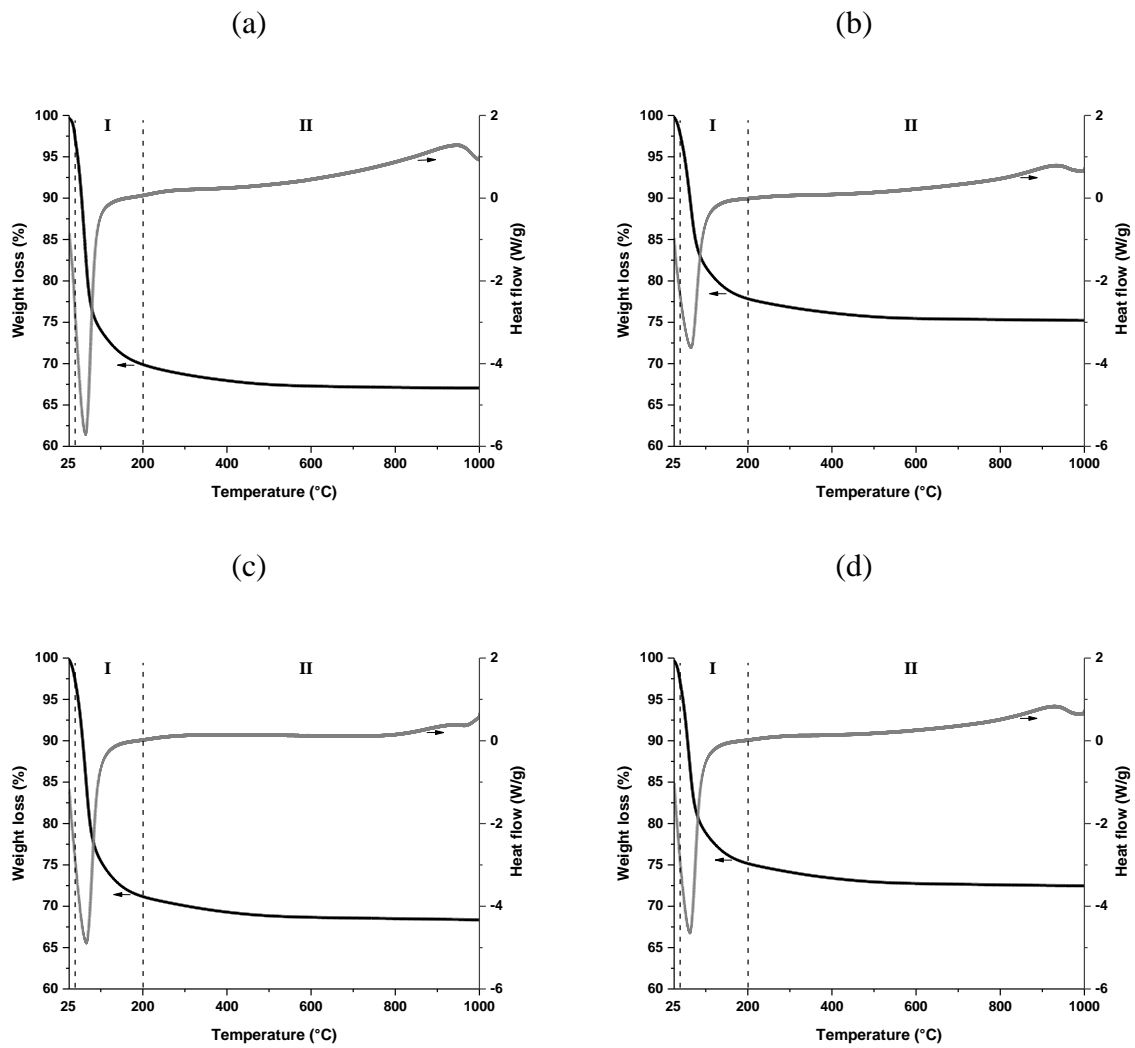 (a)
I II
100
95
90
85
80
75
70
65
60
Weight loss (%)
2
0
-2
-4
-6
Heat flow (W/g)
25 200 400 600 800 1000
Temperature (°C)
(b)
I II
100
95
90
85
80
75
70
65
60
Weight loss (%)
2
0
-2
-4
-6
Heat flow (W/g)
25 200 400 600 800 1000
Temperature (°C)
(c)
I II
100
95
90
85
80
75
70
65
60
Weight loss (%)
2
0
-2
-4
-6
Heat flow (W/g)
25 200 400 600 800 1000
Temperature (°C)
(d)
I II
100
95
90
85
80
75
70
65
60
Weight loss (%)
2
0
-2
-4
-6
Heat flow (W/g)
25 200 400 600 800 1000
Temperature (°C)